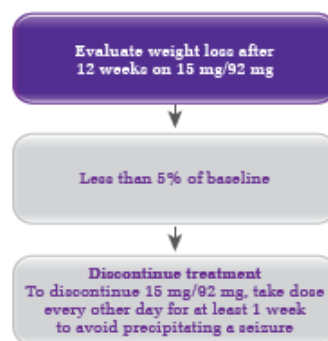 Evaluate weight loss after
12 weeks on 15 mg/92 mg
Less than 5% of baseline
Discontinue treatment
To discontinue 15 mg/92 mg, take dose
every other day for at least 1 week
to avoid precipitating a seizure